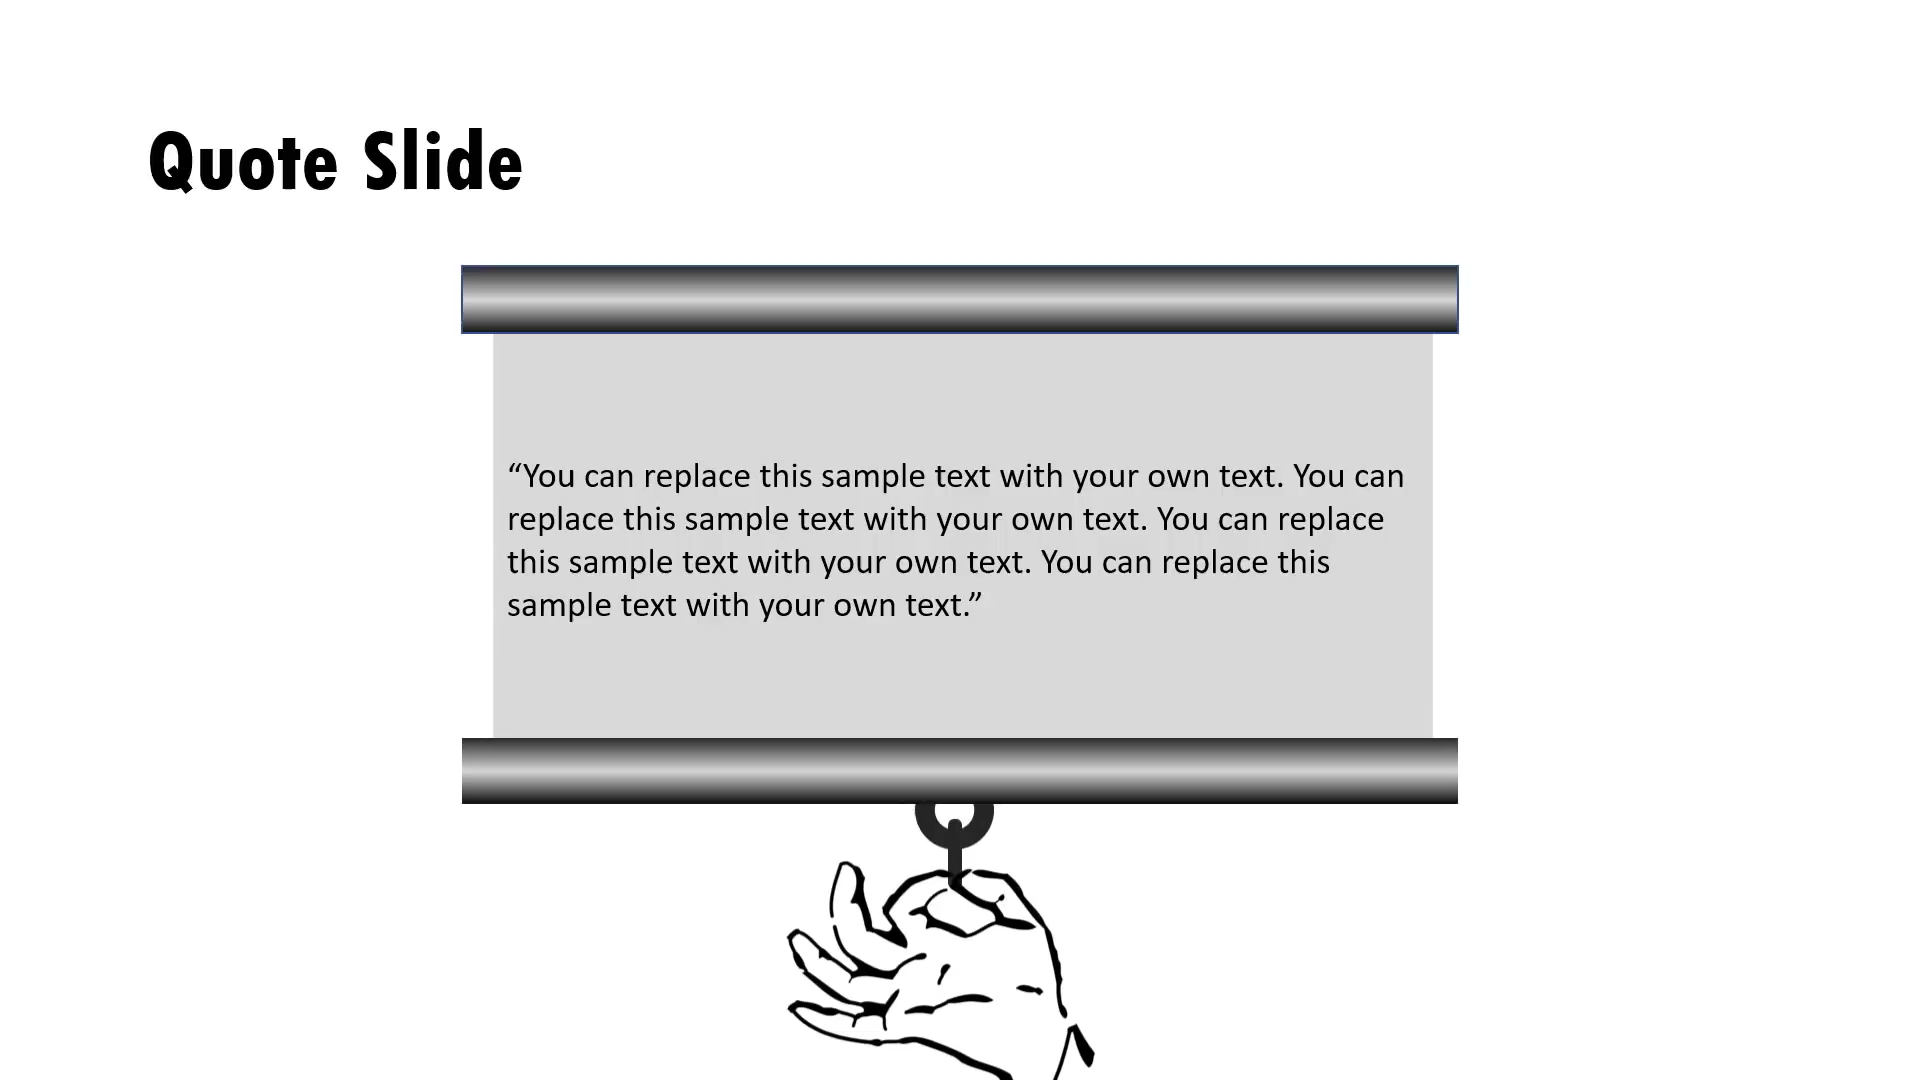 Quote Slide
“You can replace this sample text with your own text. You can
replace this sample text with your own text. You can replace
this sample text with your own text. You can replace this
sample text with your own text.”